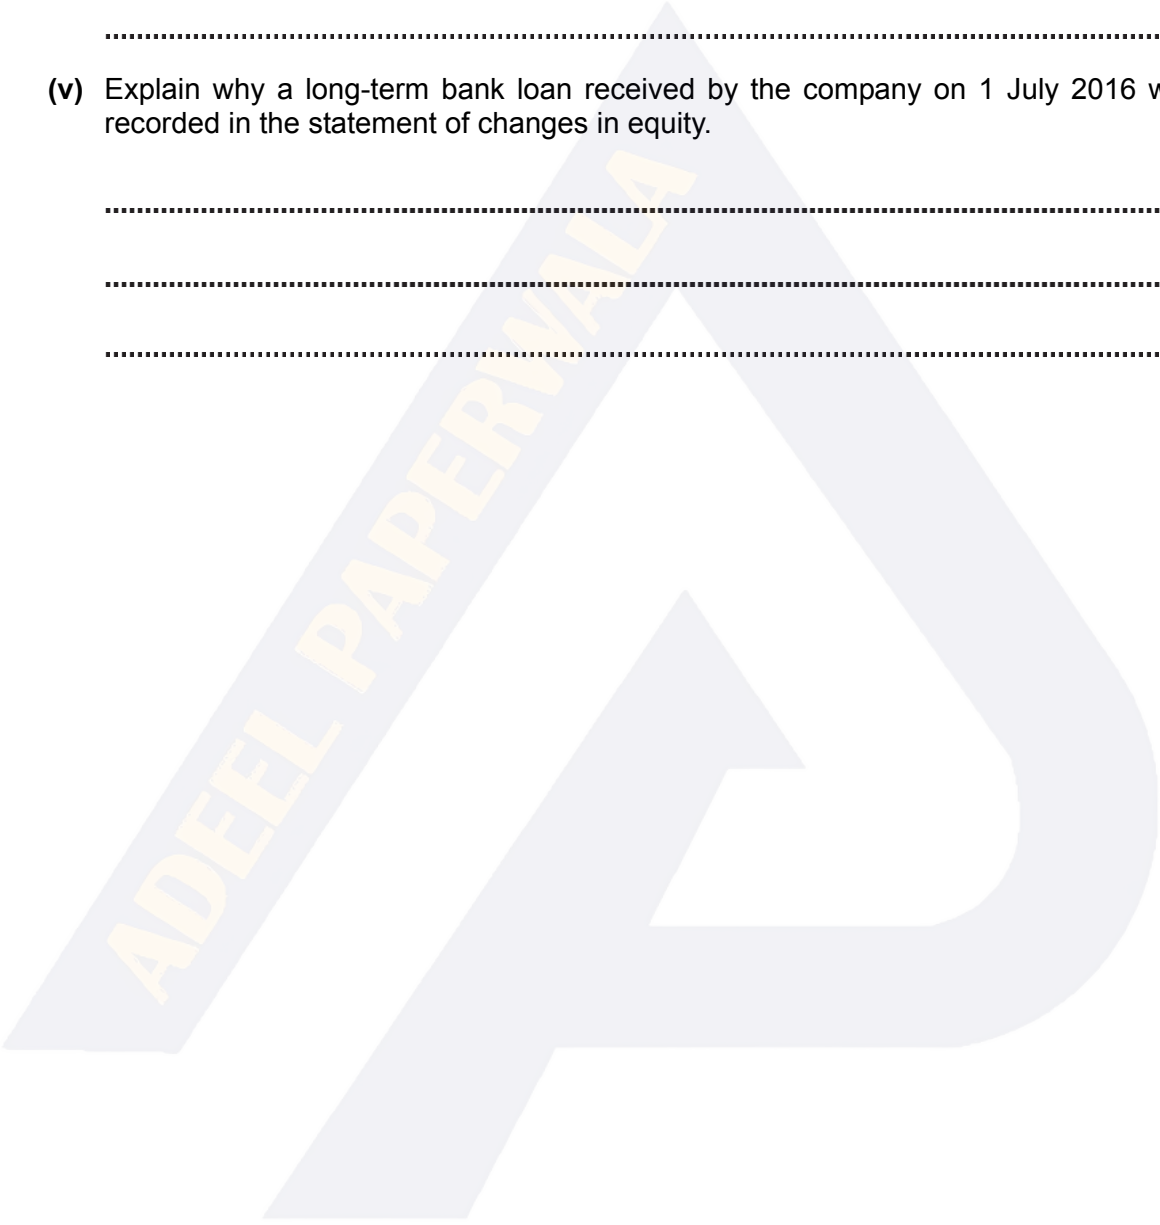 (v) Explain why a long-term bank loan received by the company on 1 July 2016 w
recorded in the statement of changes in equity.
ADEEL PAPERWALA